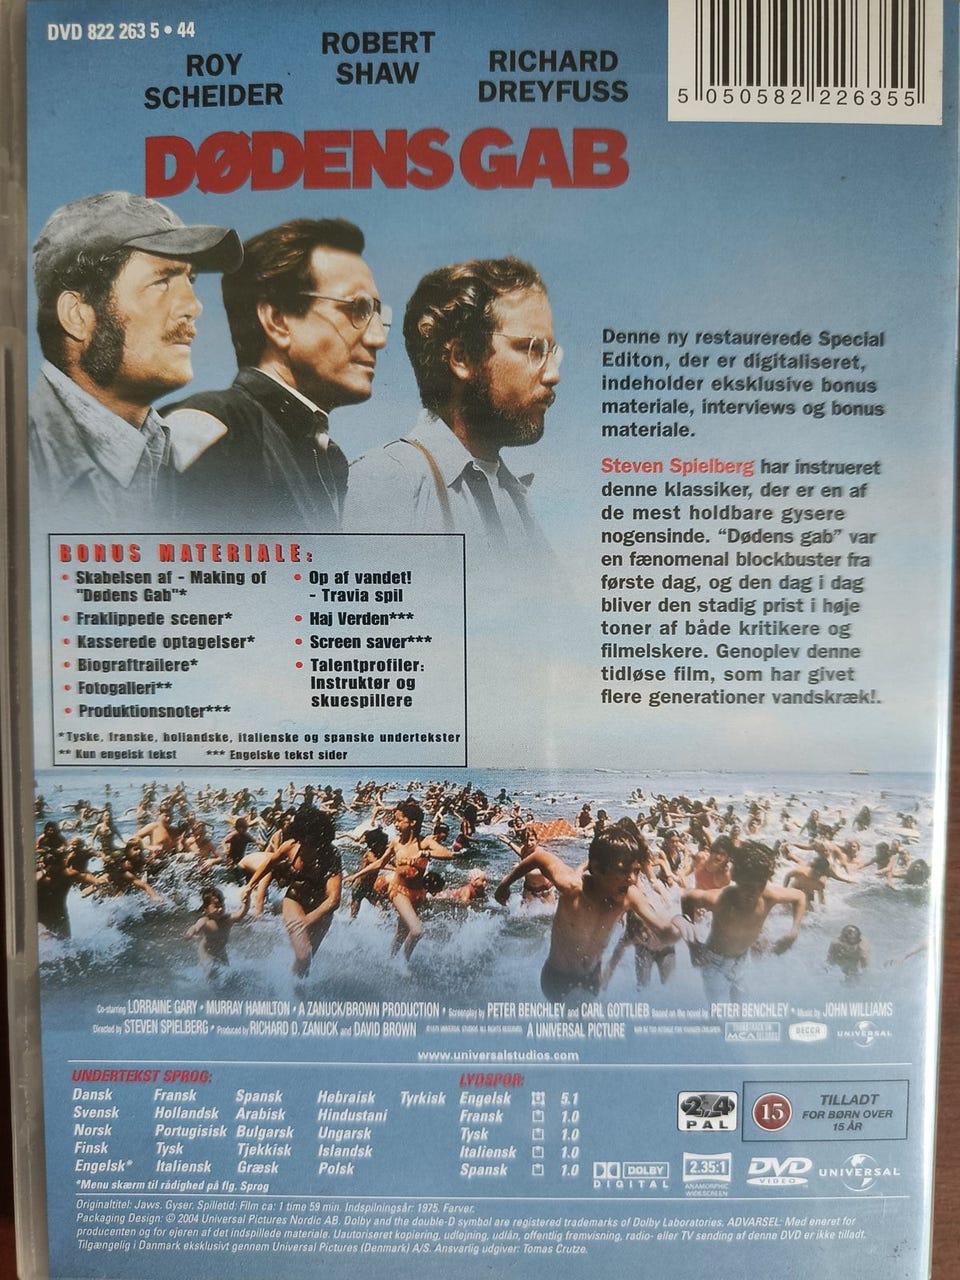 DVD 822 263 5 • 44
ROY
SCHEIDER
ROBERT
SHAW
RICHARD
DREYFUSS
5 050582 226355
DØDENS GAB
Denne ny restaurerede Special
Editon, der er digitaliseret,
indeholder eksklusive bonus
materiale, interviews og bonus
materiale.
Steven Spielberg har instrueret
denne klassiker, der er en af
de mest holdbare gysere
nogensinde. “Dødens gab” var
en fænomenal blockbuster fra
første dag, og den dag i dag
bliver den stadig prist i høje
toner af både kritikere og
filmelskere. Genoplev denne
tidløse film, som har givet
flere generationer vandskræk!.
BONUS MATERIALE:
• Skabelsen af - Making of
"Dødens Gab"*
• Fraklippede scener*
• Kasserede optagelser*
• Biograftrailere*
• Fotogalleri**
• Produktionsnoter***
• Op af vandet!
- Travia spil
• Haj Verden***
• Screen saver***
• Talentprofiler:
Instruktør og
skuespillere
*Tyske, franske, hollandske, italienske og spanske undertekster
** Kun engelsk tekst *** Engelske tekst sider
Co-starring LORRAINE GARY • MURRAY HAMILTON • A ZANUCK/BROWN PRODUCTION • Screenplay by PETER BENCHLEY and CARL GOTTLIEB Based on the novel by PETER BENCHLEY • Music by JOHN WILLIAMS
Directed by STEVEN SPIELBERG • Produced by RICHARD D. ZANUCK and DAVID BROWN A UNIVERSAL PICTURE MCA DECCA UNIVERSAL
www.universalstudios.com
UNDERTEKST SPROG:
Dansk Fransk Spansk Hebraisk Tyrkisk
Svensk Hollandsk Arabisk Hindustani
Norsk Portugisisk Bulgarsk Ungarsk
Finsk Tysk Tjekkisk Islandsk
Engelsk* Italiensk Græsk Polsk
*Menu skærm til rådighed på flg. Sprog
LYDSPOR:
Engelsk 5.1
Fransk 1.0
Tysk 1.0
Italiensk 1.0
Spansk 1.0
2,4
PAL
15
TILLADT
FOR BØRN OVER
15 ÅR
DOLBY
DIGITAL
2.35:1
ANAMORPHIC
WIDESCREEN
DVD
VIDEO
UNIVERSAL
Originaltitel: Jaws. Gyser. Spilletid: Film ca: 1 time 59 min. Indspilningsår: 1975. Farver.
Packaging Design: © 2004 Universal Pictures Nordic AB. Dolby and the double-D symbol are registered trademarks of Dolby Laboratories. ADVARSEL: Med eneret for
producenten og for ejeren af det indspillede materiale. Uautoriseret kopiering, udlejning, udlån, offentlig fremvisning, radio- eller TV sending af denne DVD er ikke tilladt.
Tilgængelig i Danmark eksklusivt gennem Universal Pictures (Denmark) A/S. Ansvarlig udgiver: Tomas Crutze.